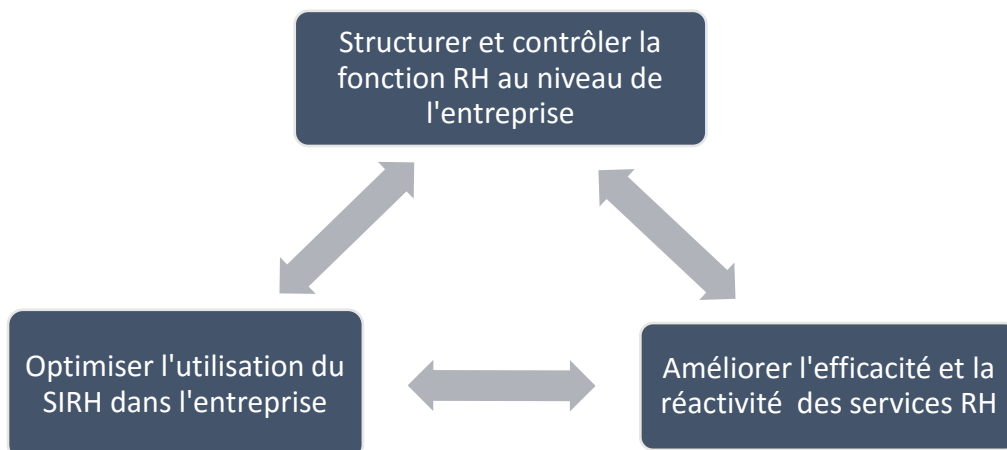 Structurer et contrôler la
fonction RH au niveau de
l'entreprise
Optimiser l'utilisation du
SIRH dans l'entreprise
Améliorer l'efficacité et la
réactivité  des services RH